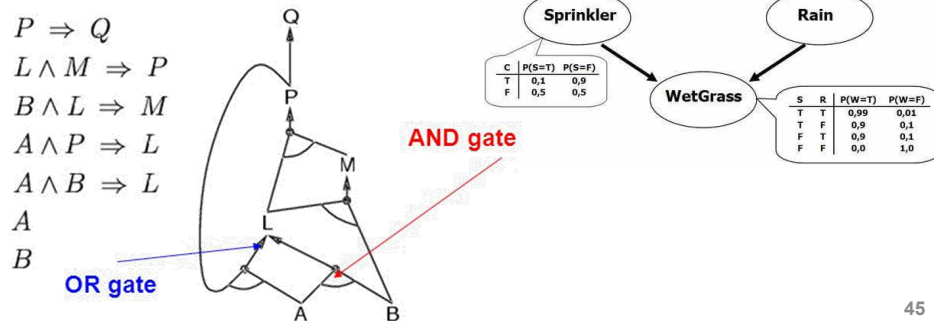 P ⇒ Q
L ∧ M ⇒ P
B ∧ L ⇒ M
A ∧ P ⇒ L
A ∧ B ⇒ L
A
B
Q
P
M
L
A
B
AND gate
OR gate
Sprinkler
Rain
WetGrass
C P(S=T) P(S=F)
T 0,1 0,9
F 0,5 0,5
S R P(W=T) P(W=F)
T T 0,99 0,01
T F 0,9 0,1
F T 0,9 0,1
F F 0,0 1,0
45